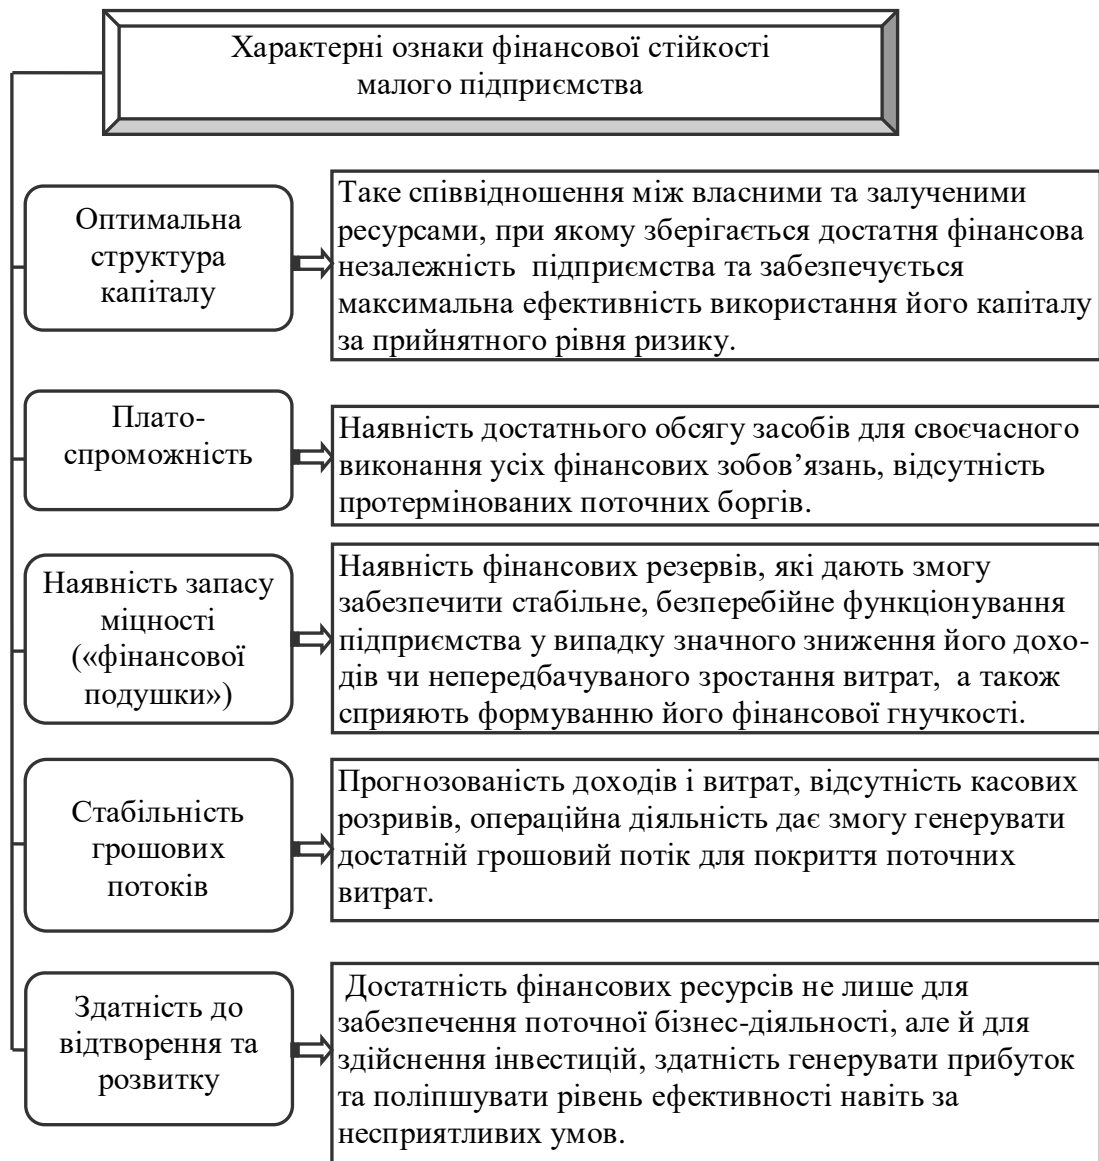 Характерні ознаки фінансової стійкості
малого підприємства
Оптимальна
структура
капіталу
Таке співвідношення між власними та залученими
ресурсами, при якому зберігається достатня фінансова
незалежність підприємства та забезпечується
максимальна ефективність використання його капіталу
за прийнятного рівня ризику.
Плато-
спроможність
Наявність достатнього обсягу засобів для своєчасного
виконання усіх фінансових зобов’язань, відсутність
протермінованих поточних боргів.
Наявність запасу
міцності
(«фінансової
подушки»)
Наявність фінансових резервів, які дають змогу
забезпечити стабільне, безперебійне функціонування
підприємства у випадку значного зниження його дохо-
дів чи непередбачуваного зростання витрат, а також
сприяють формуванню його фінансової гнучкості.
Стабільність
грошових
потоків
Прогнозованість доходів і витрат, відсутність касових
розривів, операційна діяльність дає змогу генерувати
достатній грошовий потік для покриття поточних
витрат.
Здатність до
відтворення та
розвитку
Достатність фінансових ресурсів не лише для
забезпечення поточної бізнес-діяльності, але й для
здійснення інвестицій, здатність генерувати прибуток
та поліпшувати рівень ефективності навіть за
несприятливих умов.